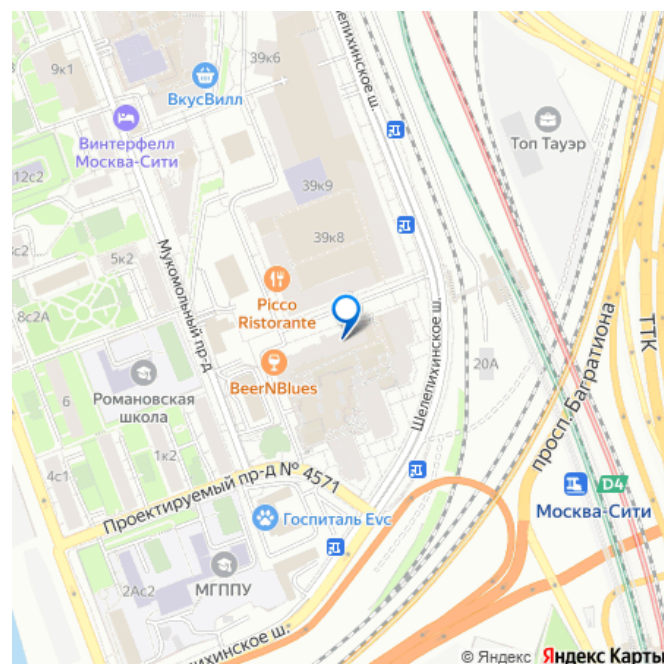 39к6
9к1
ВкусВилл
Шелепихинское ш.
Винтерфелл
Москва-Сити
Топ Тауэр
12с2
39к9
39к8
5к2
Мукомольный пр-д
Picco
Ristorante
8с2А
ТТК
просп. Багратиона
Шелепихинское ш.
20А
BeerNBlues
Романовская
школа
6
1к2
4с1
Проектируемый пр-д № 4571
D4
Москва-Сити
Госпиталь Evc
МГППУ
2Ас2
лепихинское ш.
© Яндекс Яндекс Карты